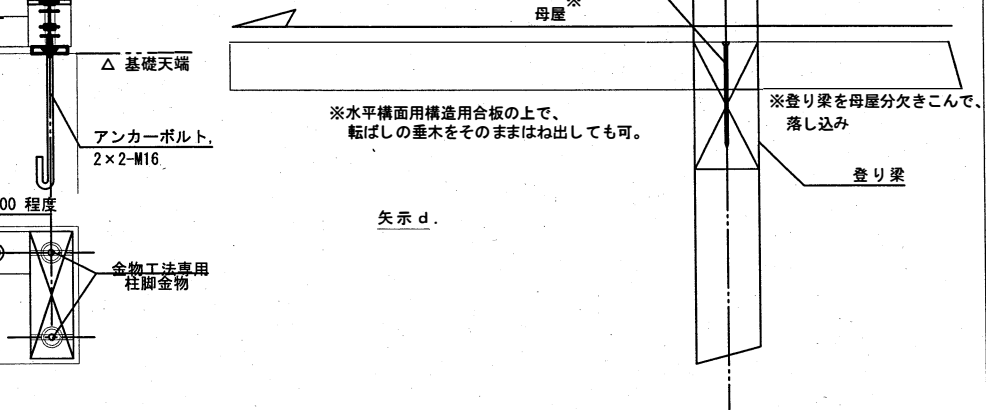 母屋※
△ 基礎天端
※水平構面用構造用合板の上で、
転ばしの垂木をそのままはね出しても可。
※登り梁を母屋分欠きこんで、
落し込み
アンカーボルト,
2×2-M16
登り梁
00 程度
矢示 d .
金物工法専用
柱脚金物